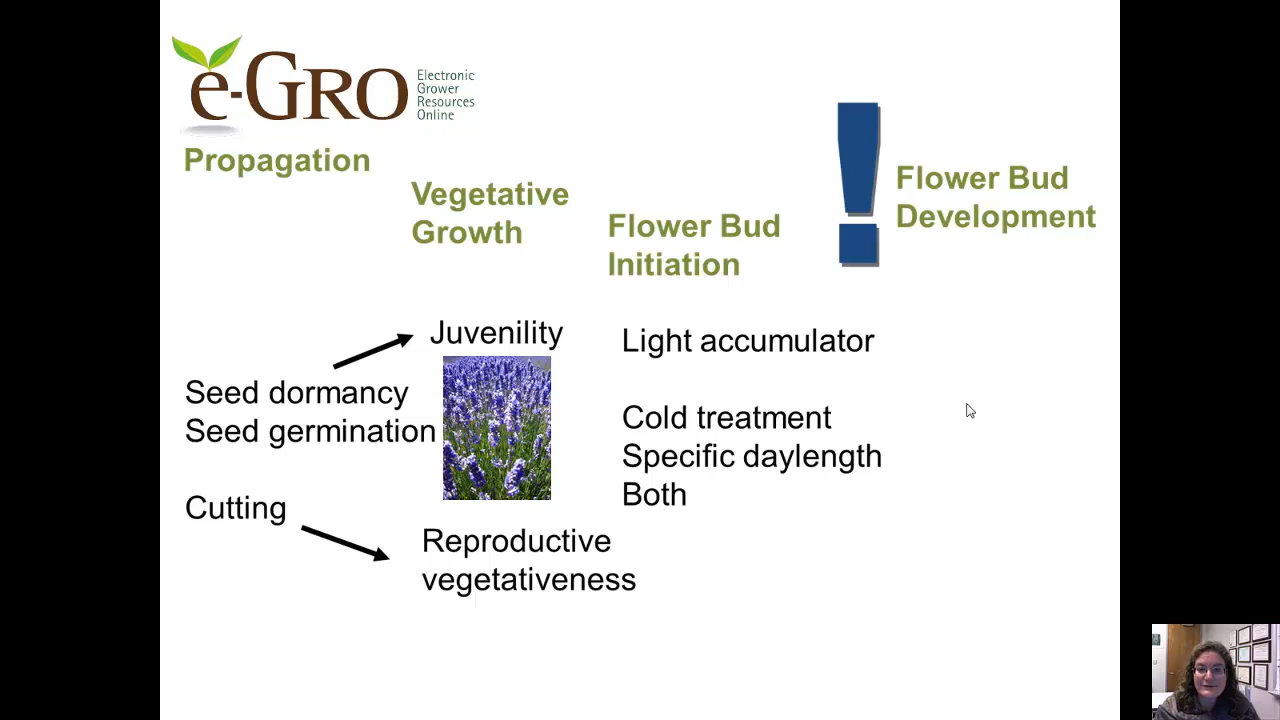 e-GRO
Electronic
Grower
Resources
Online
Propagation
Vegetative
Growth
Flower Bud
Initiation
!
Flower Bud
Development
Seed dormancy
Seed germination
Cutting
Juvenility
Reproductive
vegetativeness
Light accumulator
Cold treatment
Specific daylength
Both